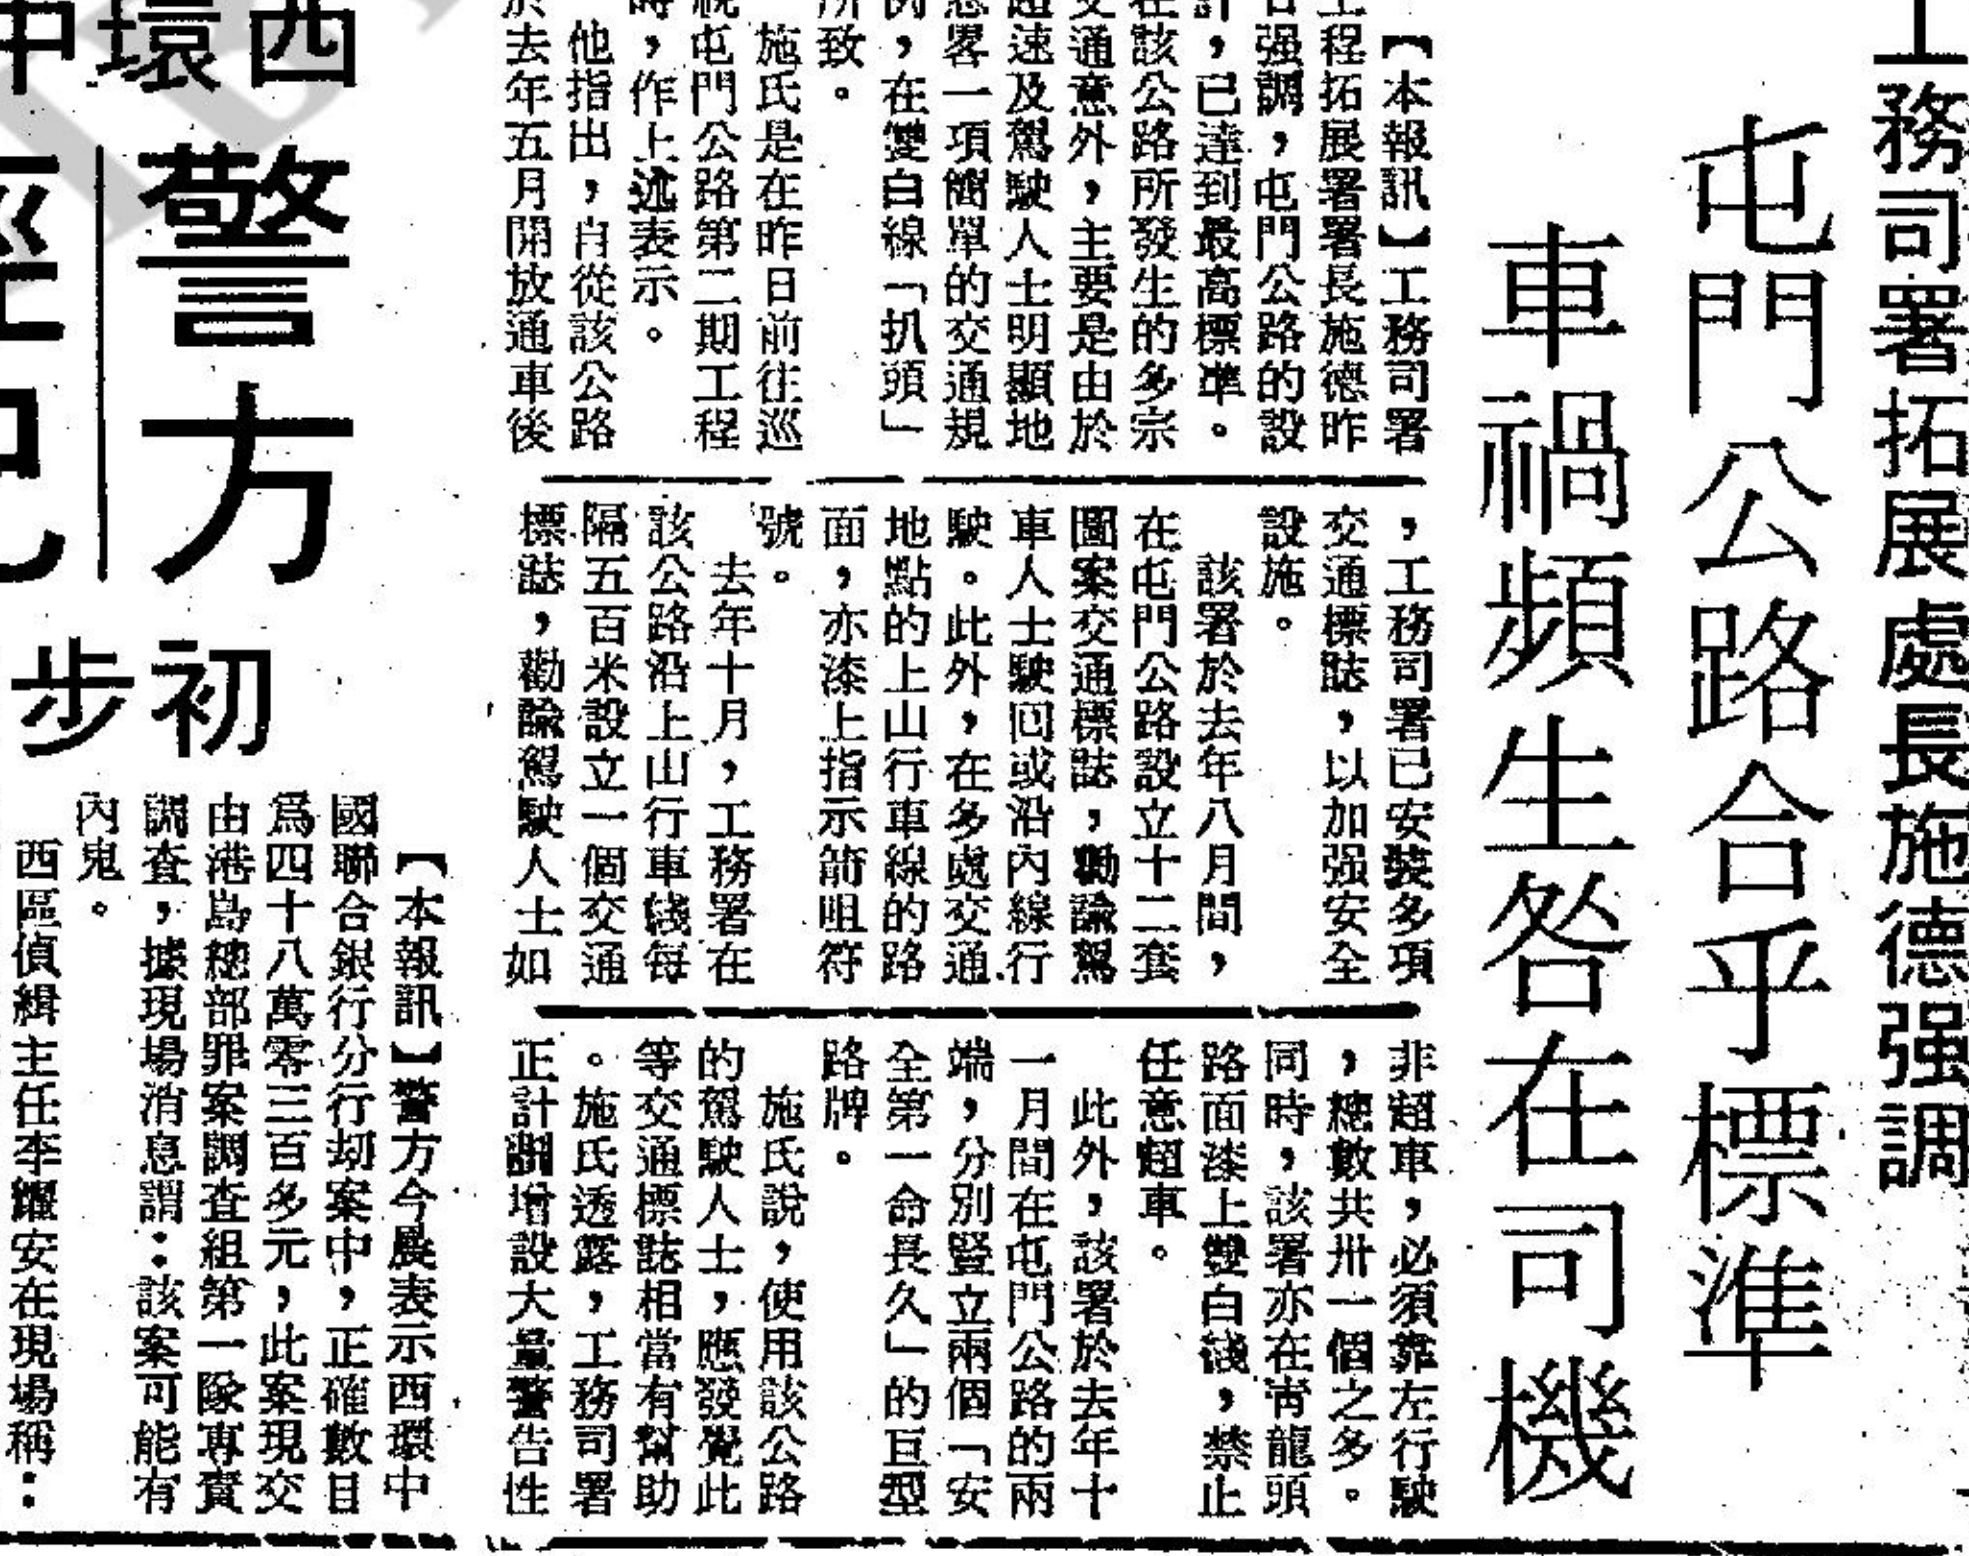 工務司署拓展處長施德强調
屯門公路合乎標準
車禍頻生咎在司機
【本報訊】工務司署
工程拓展署署長施德昨
日强調，屯門公路的設
計，已達到最高標準。
在該公路所發生的多宗
交通意外，主要是由於
超速及駕駛人士明顯地
忽畧一項簡單的交通規
例，在雙白線「扒頭」
所致。
施氏是在昨日前往巡
視屯門公路第二期工程
時，作上述表示。
他指出，自從該公路
於去年五月開放通車後
，工務司署已安裝多項
交通標誌，以加强安全
設施。
該署於去年八月間，
在屯門公路設立十二套
圖案交通標誌，勸諭駕
車人士駛回或沿內線行
駛。此外，在多處交通
地點的上山行車線的路
面，亦漆上指示箭咀符
號。
去年十月，工務署在
該公路沿上山行車綫每
隔五百米設立一個交通
標誌，勸諭駕駛人士如
非超車，必須靠左行駛
，總數共卅一個之多。
同時，該署亦在靑龍頭
路面漆上雙白綫，禁止
任意超車。
此外，該署於去年十
一月間在屯門公路的兩
端，分別豎立兩個「安
全第一命長久」的巨型
路牌。
施氏說，使用該公路
的駕駛人士，應發覺此
等交通標誌相當有幫助
。施氏透露，工務司署
正計劃增設大量警告性
西環中
警方
初步
【本報訊】警方今晨表示西環中
國聯合銀行分行刧案中，正確數目
爲四十八萬零三百多元，此案現交
由港島總部罪案調查組第一隊專責
調查，據現場消息謂：該案可能有
內鬼。
西區偵緝主任李耀安在現場稱：